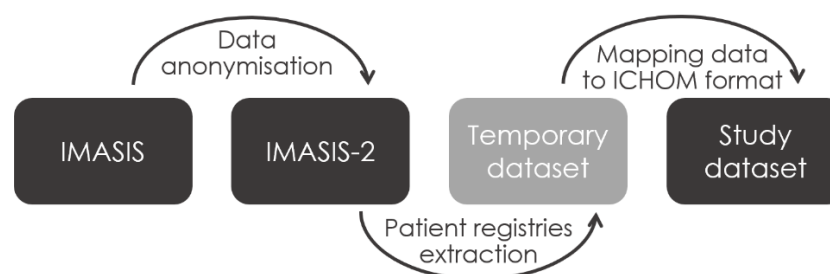 Data
anonymisation
Mapping data
to ICHOM format
IMASIS
IMASIS-2
Temporary
dataset
Study
dataset
Patient registries
extraction